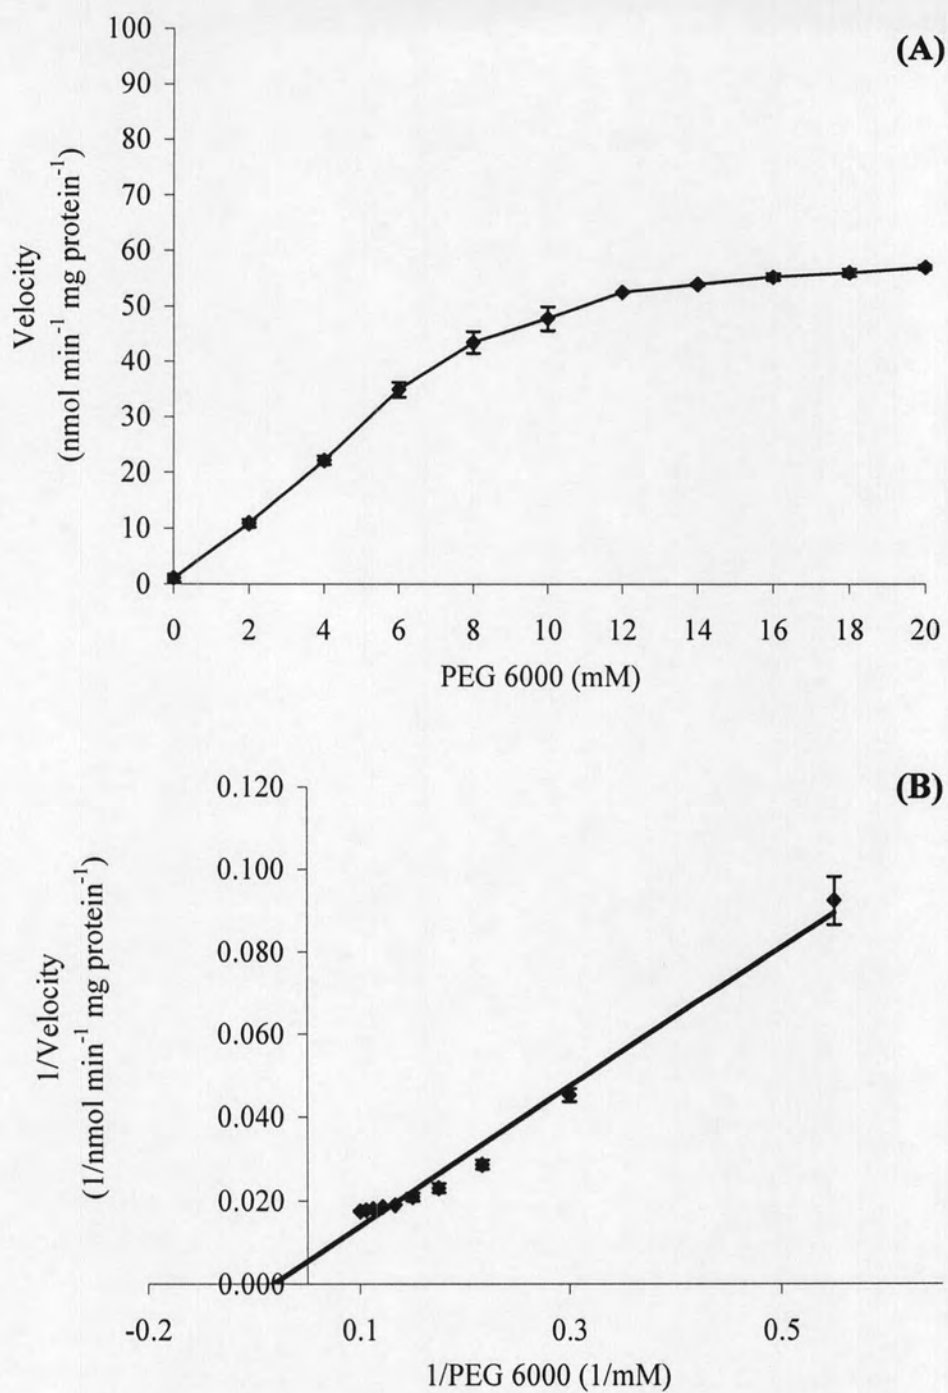 (A)
100
90
80
70
60
50
40
30
20
10
0
Velocity
(nmol min⁻¹ mg protein⁻¹)
0 2 4 6 8 10 12 14 16 18 20
PEG 6000 (mM)
(B)
0.120
0.100
0.080
0.060
0.040
0.020
0.000
1/Velocity
(1/nmol min⁻¹ mg protein⁻¹)
-0.2 0.1 0.3 0.5
1/PEG 6000 (1/mM)